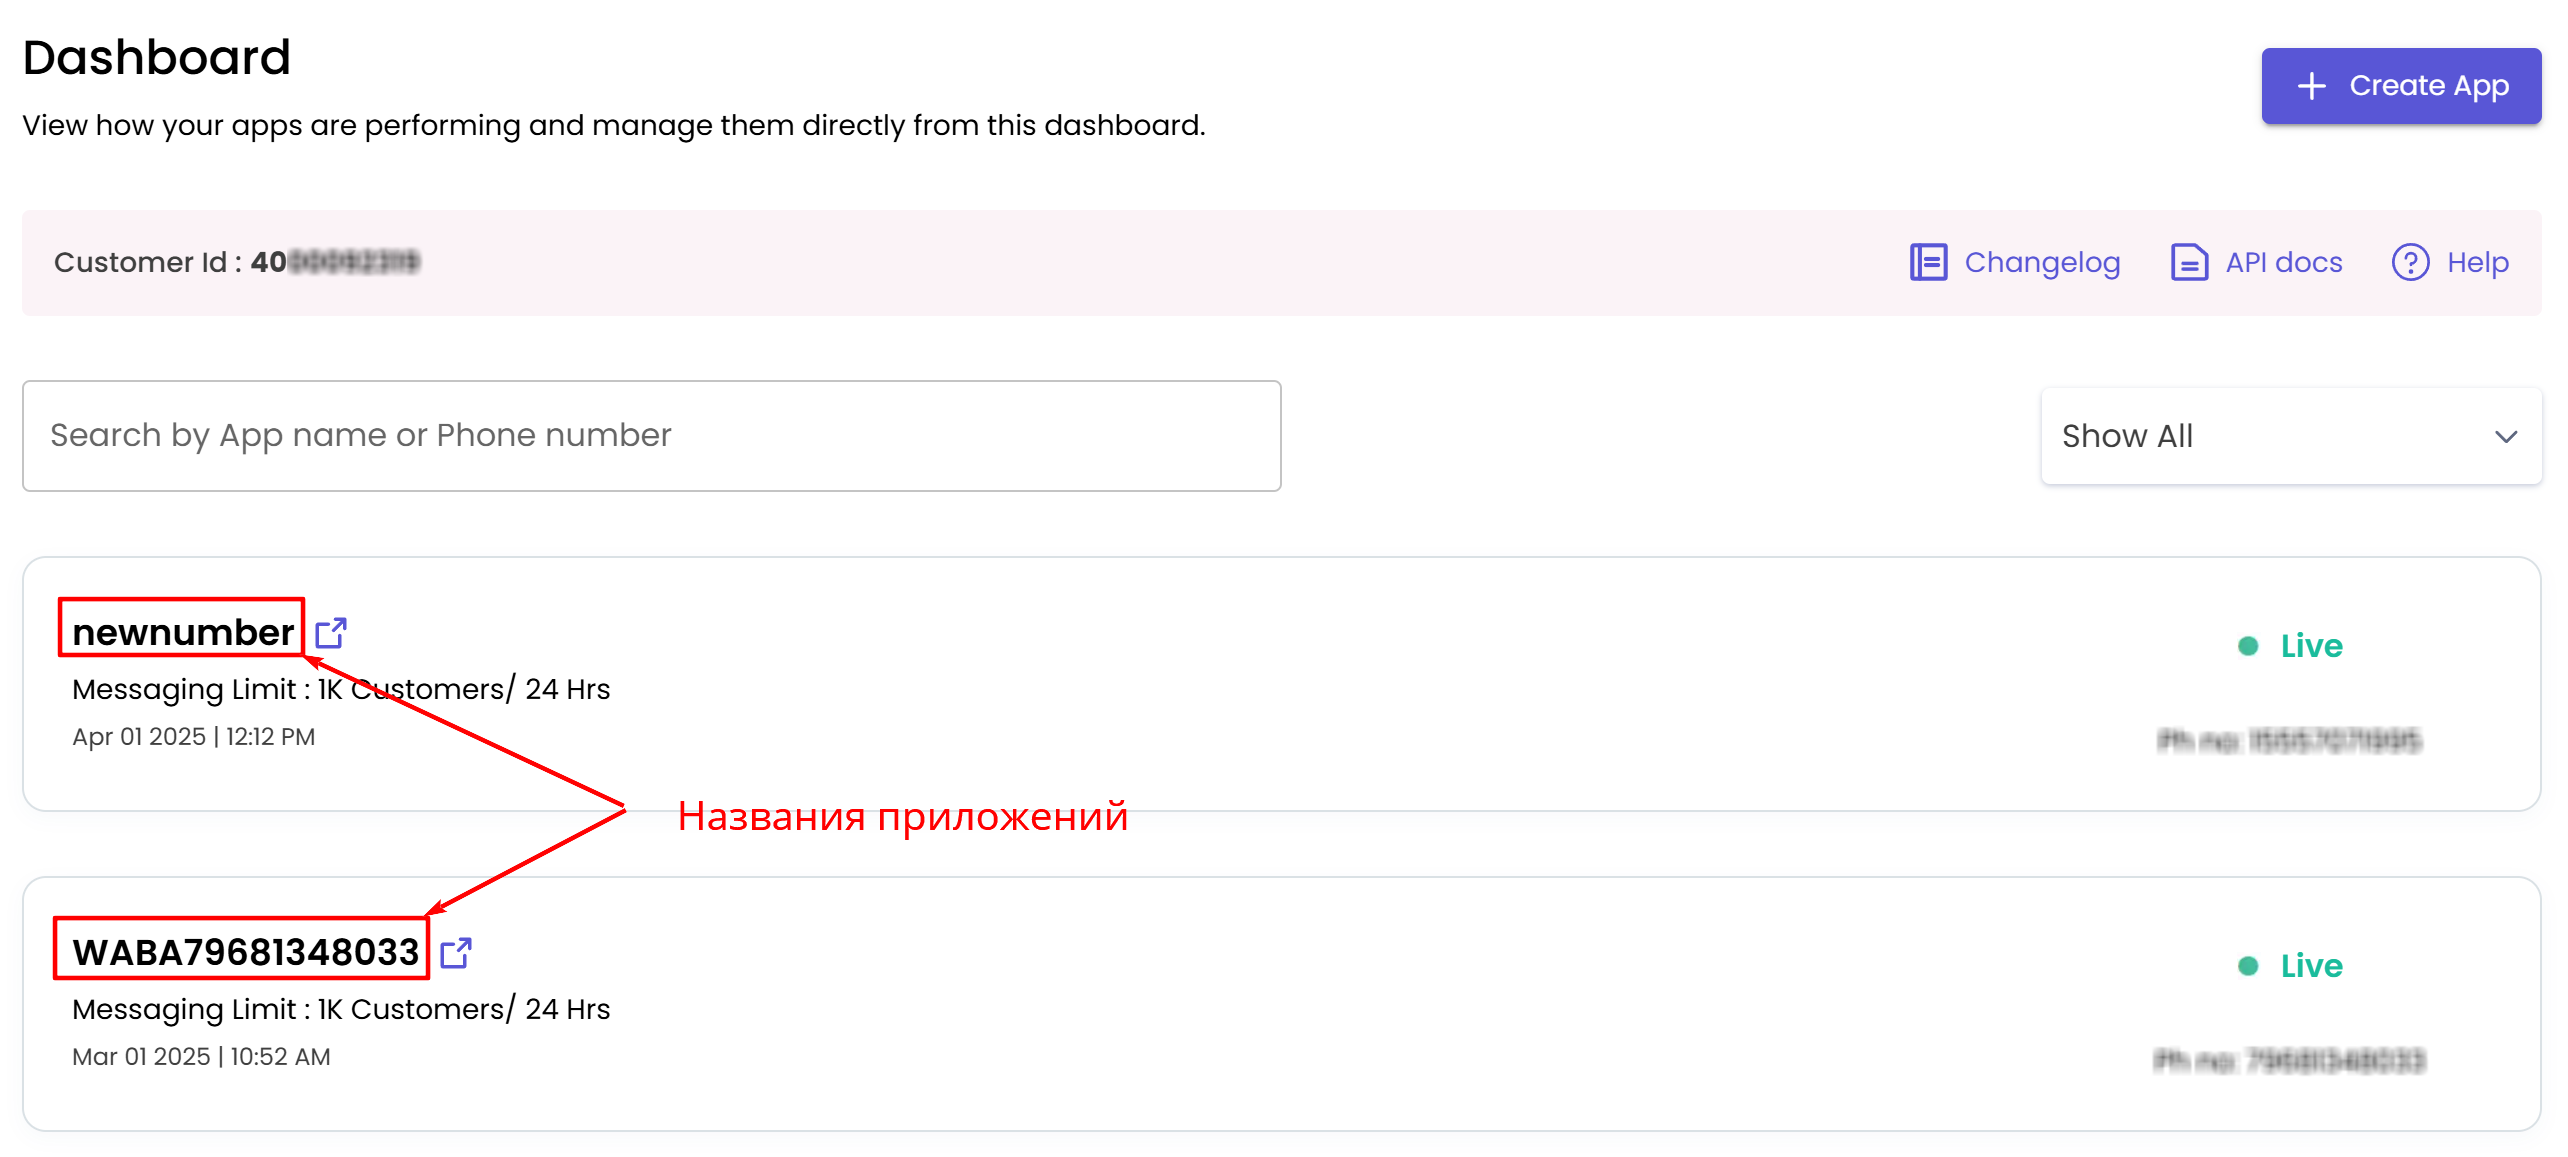 Dashboard
Create App
View how your apps are performing and manage them directly from this dashboard.
Customer Id : 40
Changelog
API docs
Help
Search by App name or Phone number
Show All
newnumber
Live
Messaging Limit : 1K Customers/ 24 Hrs
Apr 01 2025 | 12:12 PM
Названия приложений
WABA79681348033
Live
Messaging Limit : 1K Customers/ 24 Hrs
Mar 01 2025 | 10:52 AM